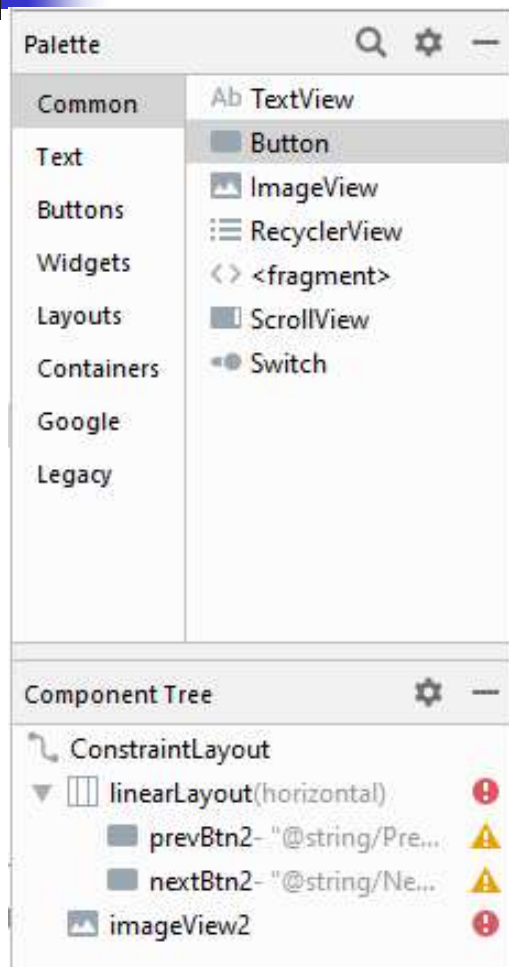 Palette
Common
Text
Buttons
Widgets
Layouts
Containers
Google
Legacy
Ab TextView
Button
ImageView
RecyclerView
<> <fragment>
ScrollView
Switch
Component Tree
ConstraintLayout
linearLayout(horizontal)
prevBtn2- "@string/Pre...
nextBtn2- "@string/Ne...
imageView2